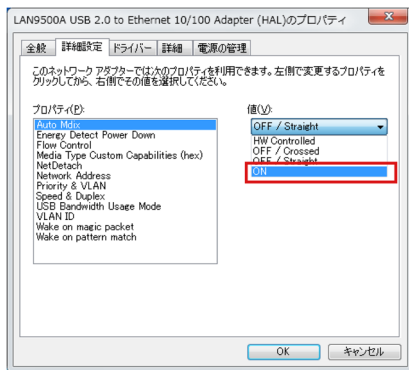 LAN9500A USB 2.0 to Ethernet 10/100 Adapter (HAL)のプロパティ
全般 詳細設定 ドライバー 詳細 電源の管理
このネットワーク アダプターでは次のプロパティを利用できます。左側で変更するプロパティを
クリックしてから、右側でその値を選択してください。
プロパティ(P):
値(V):
Auto Mdix
Energy Detect Power Down
Flow Control
Media Type Custom Capabilities (hex)
NetDetach
Network Address
Priority & VLAN
Speed & Duplex
USB Bandwidth Usage Mode
VLAN ID
Wake on magic packet
Wake on pattern match
OFF / Straight
HW Controlled
OFF / Crossed
OFF / Straight
ON
OK キャンセル